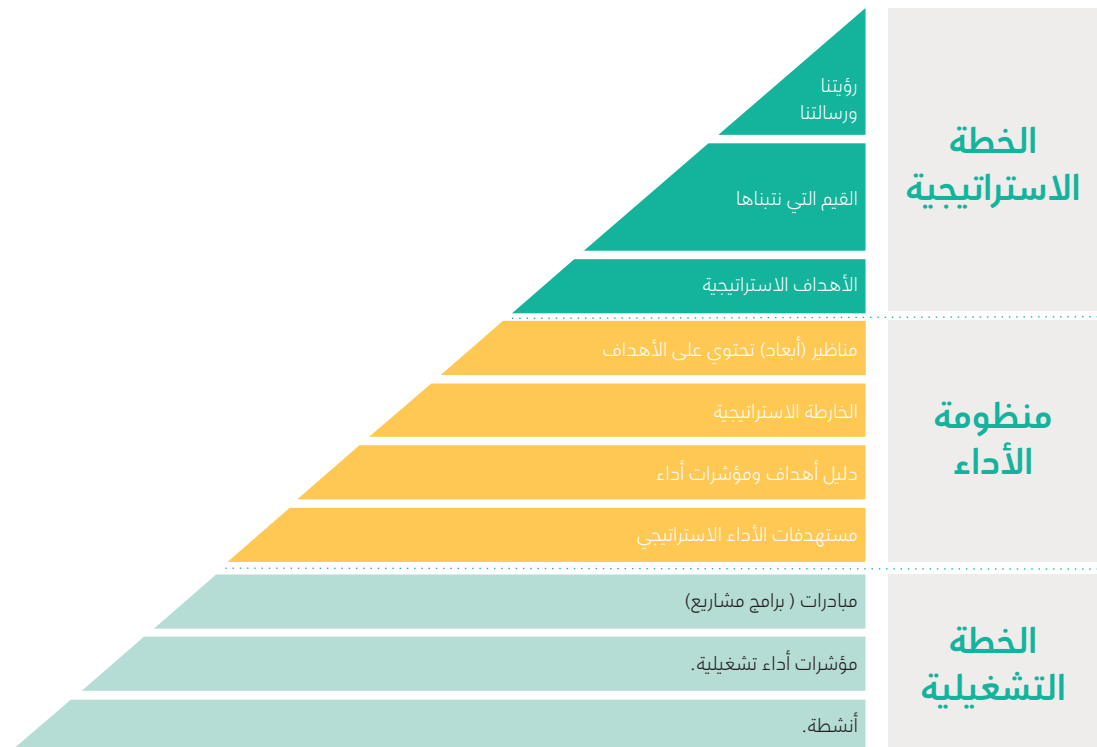 الخطة
الاستراتيجية
رؤيتنا
ورسالتنا
القيم التي نتبناها
الأهداف الاستراتيجية
منظومة
الأداء
مناظير (أبعاد) تحتوي على الأهداف
الخارطة الاستراتيجية
دليل أهداف ومؤشرات أداء
مستهدفات الأداء الاستراتيجي
الخطة
التشغيلية
مبادرات ( برامج مشاريع)
مؤشرات أداء تشغيلية.
أنشطة.